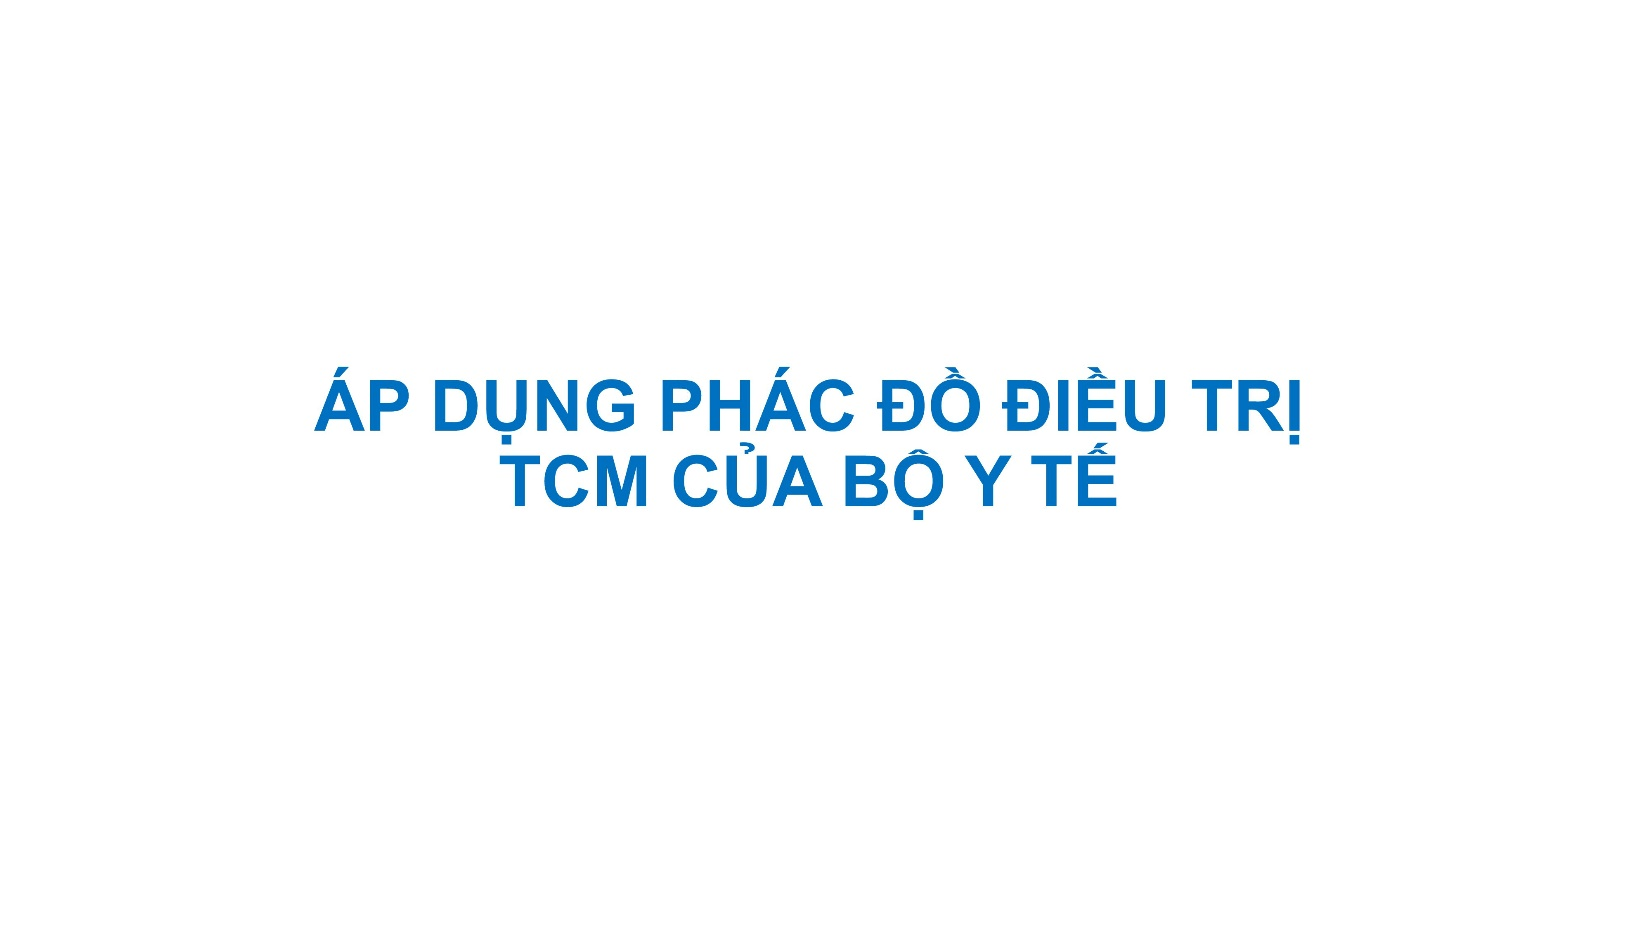 ÁP DỤNG PHÁC ĐỒ ĐIỀU TRỊ
TCM CỦA BỘ Y TẾ